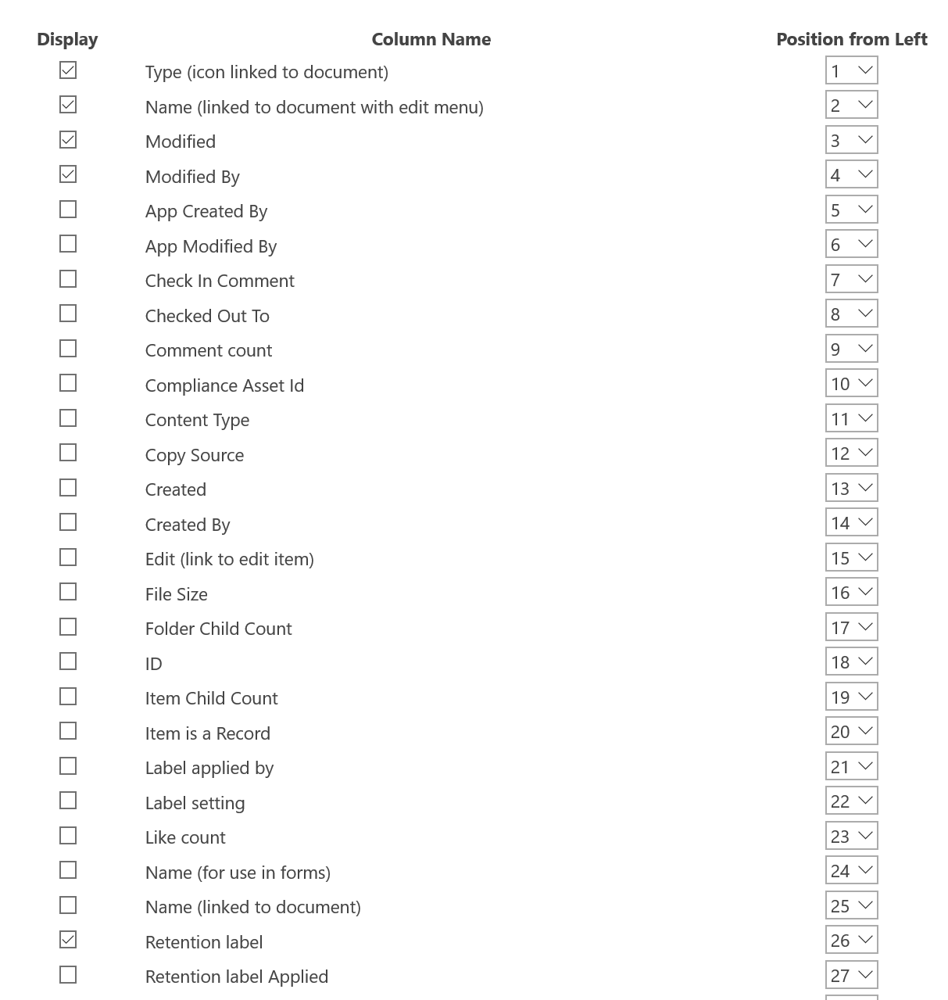 Display Column Name Position from Left
Type (icon linked to document) 1
Name (linked to document with edit menu) 2
Modified 3
Modified By 4
App Created By 5
App Modified By 6
Check In Comment 7
Checked Out To 8
Comment count 9
Compliance Asset Id 10
Content Type 11
Copy Source 12
Created 13
Created By 14
Edit (link to edit item) 15
File Size 16
Folder Child Count 17
ID 18
Item Child Count 19
Item is a Record 20
Label applied by 21
Label setting 22
Like count 23
Name (for use in forms) 24
Name (linked to document) 25
Retention label 26
Retention label Applied 27